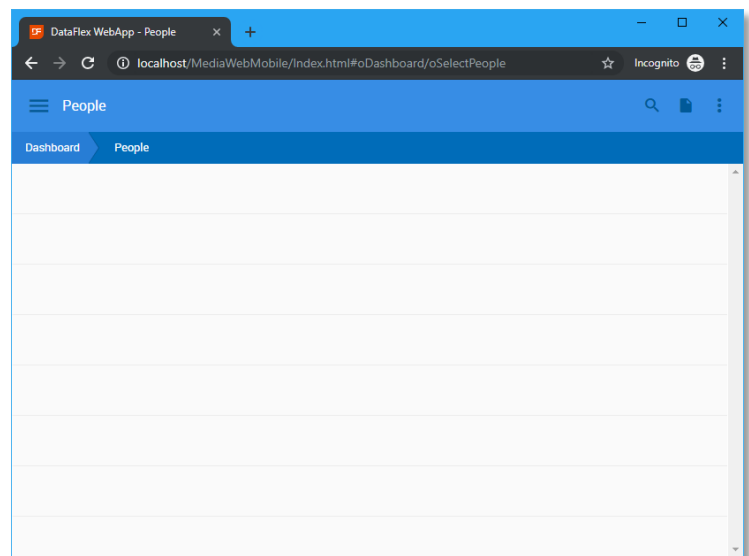 DataFlex WebApp - People
localhost/MediaWebMobile/Index.html#oDashboard/oSelectPeople Incognito
People
Dashboard People